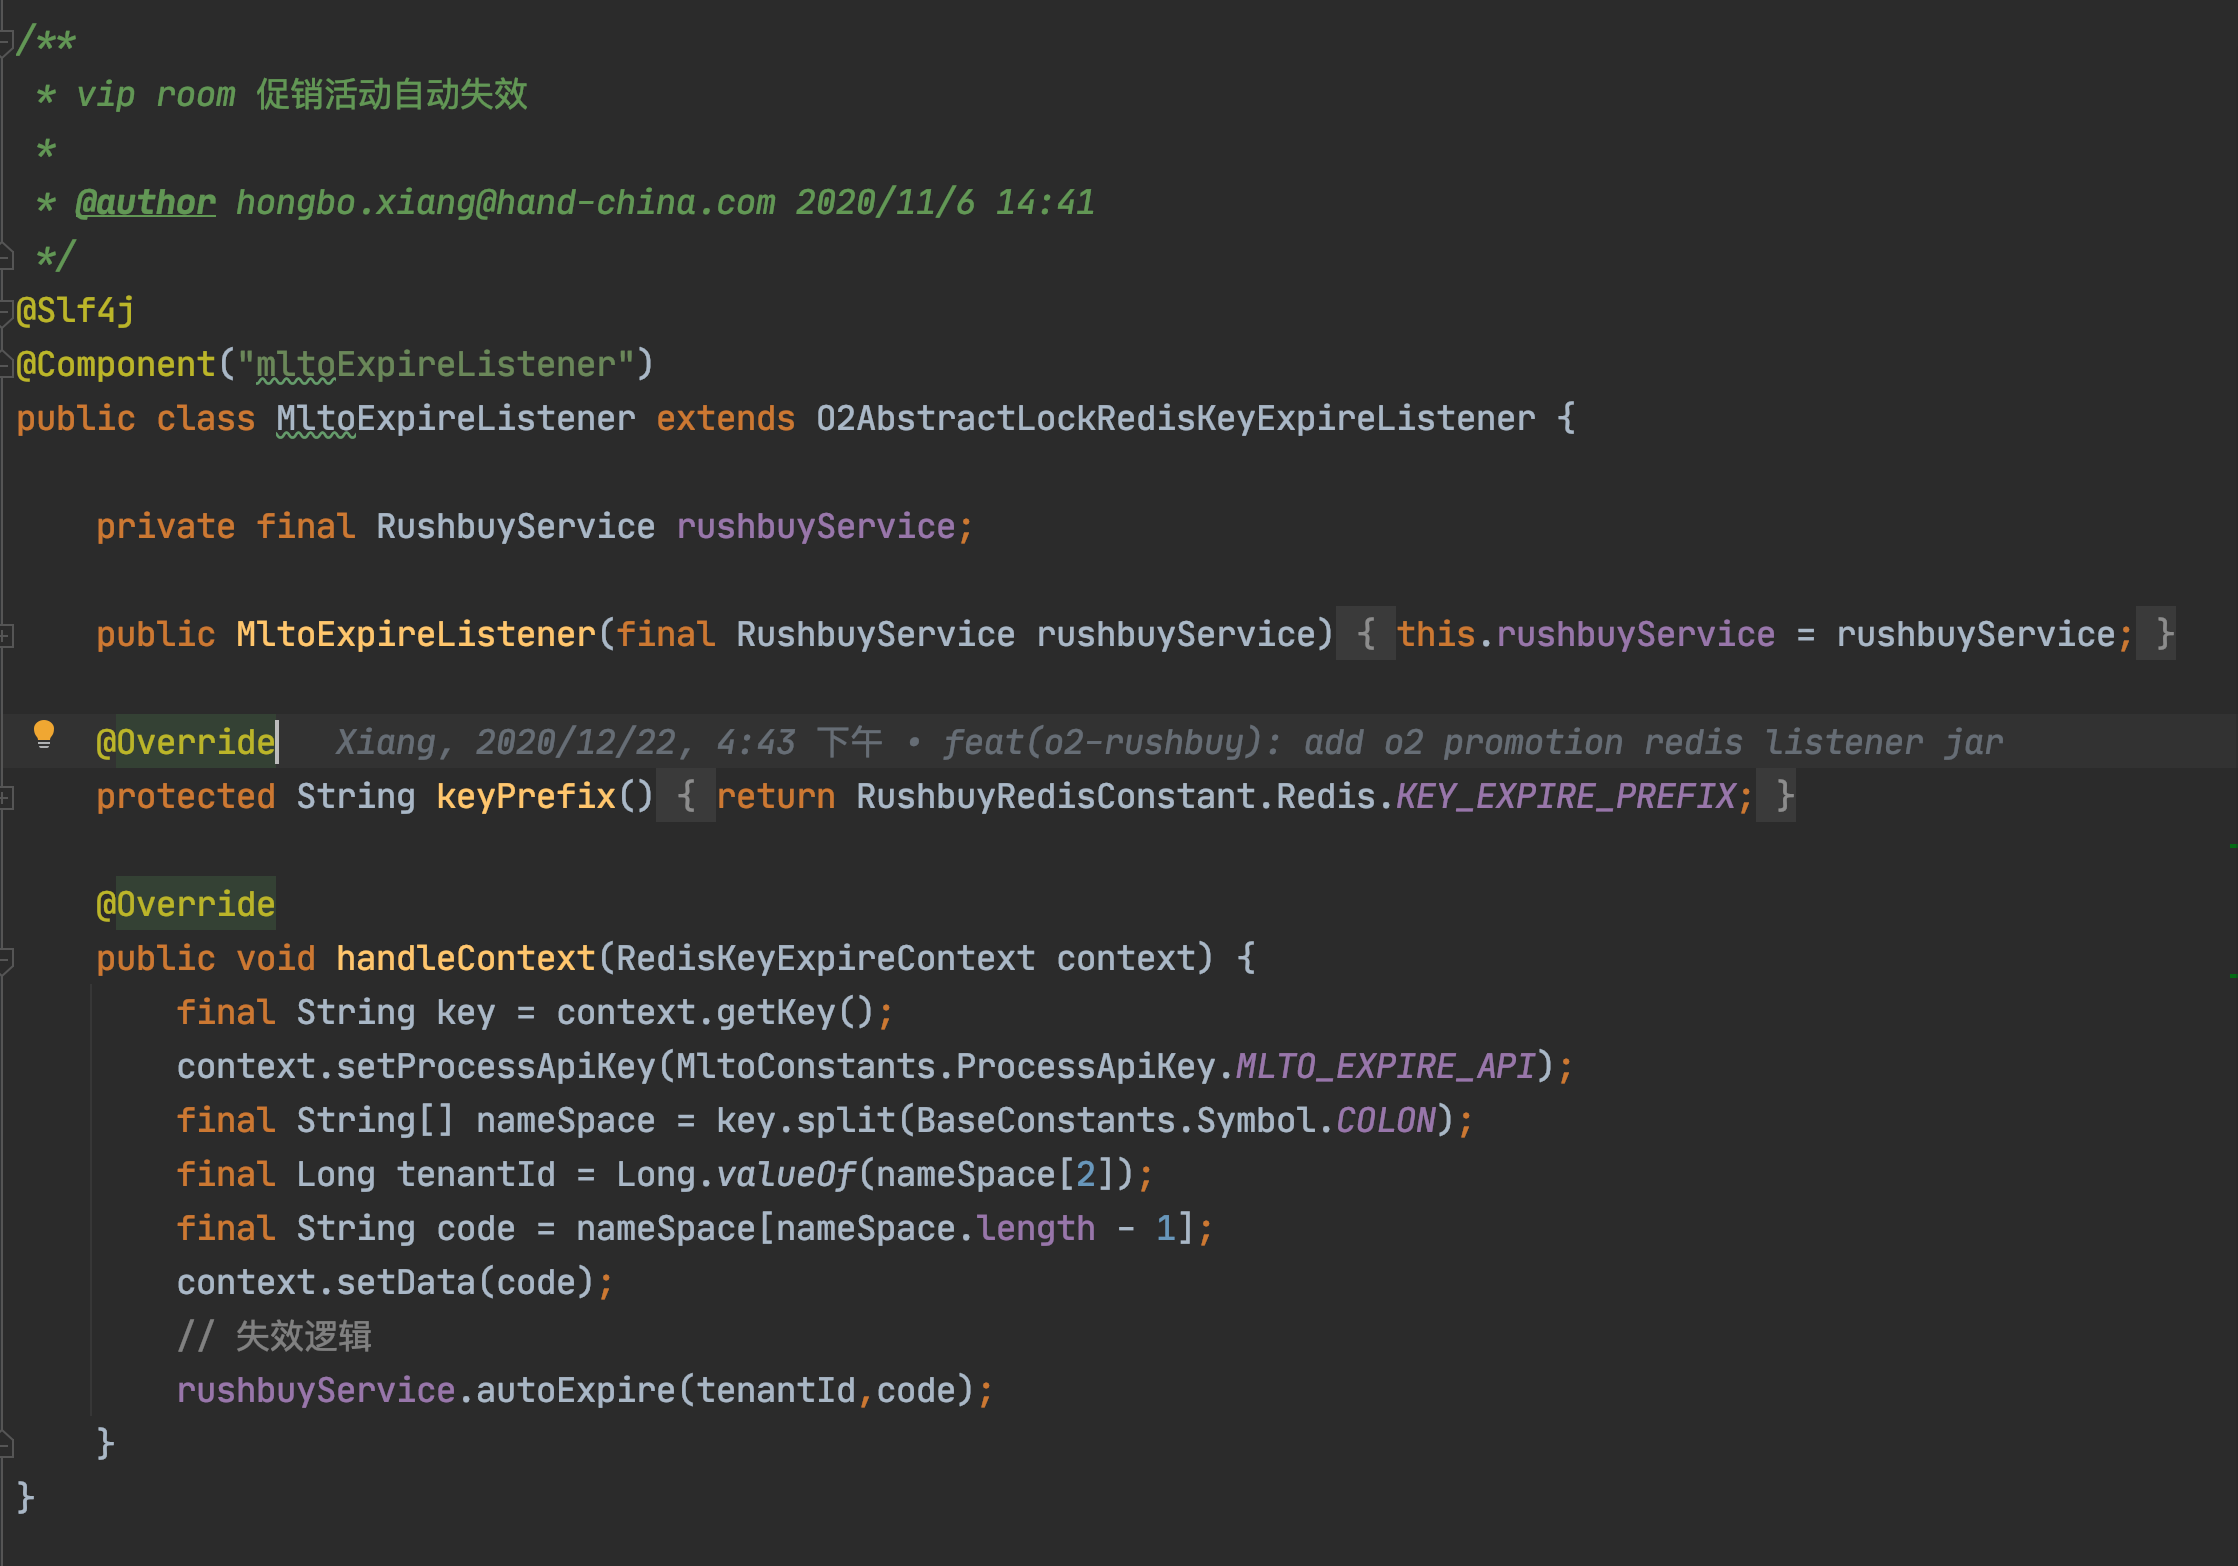 /**
 * vip room 促销活动自动失效
 *
 * @author hongbo.xiang@hand-china.com 2020/11/6 14:41
 */
@Slf4j
@Component("mltoExpireListener")
public class MltoExpireListener extends O2AbstractLockRedisKeyExpireListener {
    private final RushbuyService rushbuyService;
    public MltoExpireListener(final RushbuyService rushbuyService) { this.rushbuyService = rushbuyService; }
    @Override   Xiang, 2020/12/22, 4:43 下午 • feat(o2-rushbuy): add o2 promotion redis listener jar
    protected String keyPrefix() { return RushbuyRedisConstant.Redis.KEY_EXPIRE_PREFIX; }
    @Override
    public void handleContext(RedisKeyExpireContext context) {
        final String key = context.getKey();
        context.setProcessApiKey(MltoConstants.ProcessApiKey.MLTO_EXPIRE_API);
        final String[] nameSpace = key.split(BaseConstants.Symbol.COLON);
        final Long tenantId = Long.valueOf(nameSpace[2]);
        final String code = nameSpace[nameSpace.length - 1];
        context.setData(code);
        // 失效逻辑
        rushbuyService.autoExpire(tenantId,code);
    }
}